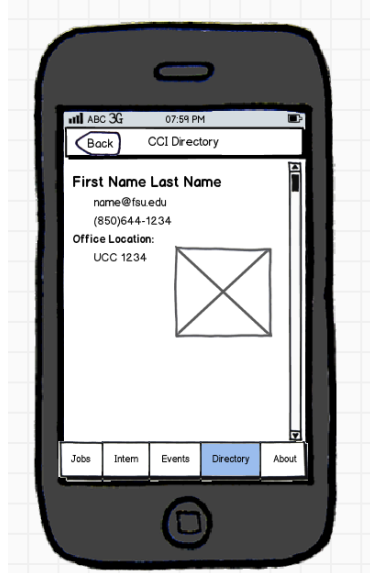 ABC 3G 07:59 PM
Back CCI Directory
First Name Last Name
name@fsu.edu
(850)644-1234
Office Location:
UCC 1234
Jobs Intern Events Directory About